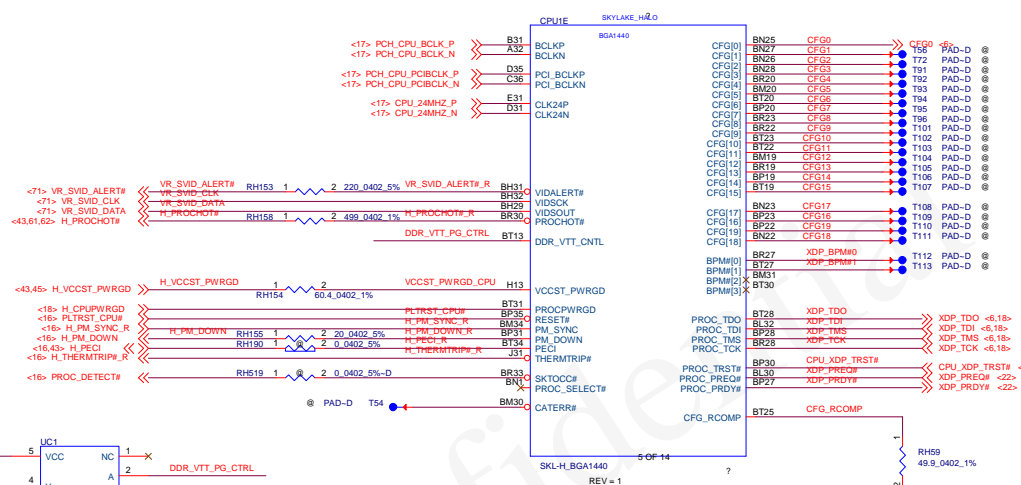 CPU1E
SKYLAKE_HALO
?
BGA1440
<17> PCH_CPU_BCLK_P B31 BCLKP
<17> PCH_CPU_BCLK_N A32 BCLKN
<17> PCH_CPU_PCIBCLK_P D35 PCI_BCLKP
<17> PCH_CPU_PCIBCLK_N C36 PCI_BCLKN
<17> CPU_24MHZ_P E31 CLK24P
<17> CPU_24MHZ_N D31 CLK24N
<71> VR_SVID_ALERT# VR_SVID_ALERT# RH153 1 2 220_0402_5% VR_SVID_ALERT#_R BH31 VIDALERT#
<71> VR_SVID_CLK VR_SVID_CLK BH32 VIDSCK
<71> VR_SVID_DATA VR_SVID_DATA BH29 VIDSOUT
<43,61,62> H_PROCHOT# H_PROCHOT# RH158 1 2 499_0402_1% H_PROCHOT#_R BR30 PROCHOT#
DDR_VTT_PG_CTRL BT13 DDR_VTT_CNTL
<43,45> H_VCCST_PWRGD H_VCCST_PWRGD 1 2 VCCST_PWRGD_CPU H13 VCCST_PWRGD
RH154 60.4_0402_1%
<18> H_CPUPWRGD BT31 PROCPWRGD
<16> PLTRST_CPU# PLTRST_CPU# BP35 RESET#
<16> H_PM_SYNC_R H_PM_SYNC_R BM34 PM_SYNC
<16> H_PM_DOWN H_PM_DOWN RH155 1 2 20_0402_5% H_PM_DOWN_R BP31 PM_DOWN
<16,43> H_PECI RH190 1 @ 2 0_0402_5% H_PECI_R BT34 PECI
<16> H_THERMTRIP#_R H_THERMTRIP#_R J31 THERMTRIP#
<16> PROC_DETECT# RH519 1 @ 2 0_0402_5%~D BR33 SKTOCC#
BN1 PROC_SELECT#
@ PAD~D T54 BM30 CATERR#
CFG[0] BN25 CFG0 CFG0 <6>
CFG[1] BN27 CFG1 T56 PAD~D @
CFG[2] BN26 CFG2 T72 PAD~D @
CFG[3] BN28 CFG3 T91 PAD~D @
CFG[4] BR20 CFG4 T92 PAD~D @
CFG[5] BM20 CFG5 T93 PAD~D @
CFG[6] BT20 CFG6 T94 PAD~D @
CFG[7] BP20 CFG7 T95 PAD~D @
CFG[8] BR23 CFG8 T96 PAD~D @
CFG[9] BR22 CFG9 T101 PAD~D @
CFG[10] BT23 CFG10 T102 PAD~D @
CFG[11] BT22 CFG11 T103 PAD~D @
CFG[12] BM19 CFG12 T104 PAD~D @
CFG[13] BR19 CFG13 T105 PAD~D @
CFG[14] BP19 CFG14 T106 PAD~D @
CFG[15] BT19 CFG15 T107 PAD~D @
CFG[17] BN23 CFG17 T108 PAD~D @
CFG[16] BP23 CFG16 T109 PAD~D @
CFG[19] BP22 CFG19 T110 PAD~D @
CFG[18] BN22 CFG18 T111 PAD~D @
BPM#[0] BR27 XDP_BPM#0 T112 PAD~D @
BPM#[1] BT27 XDP_BPM#1 T113 PAD~D @
BPM#[2] BM31
BPM#[3] BT30
PROC_TDO BT28 XDP_TDO XDP_TDO <6,18>
PROC_TDI BL32 XDP_TDI XDP_TDI <6,18>
PROC_TMS BP28 XDP_TMS XDP_TMS <6,18>
PROC_TCK BR28 XDP_TCK XDP_TCK <6,18>
PROC_TRST# BP30 CPU_XDP_TRST# CPU_XDP_TRST# <
PROC_PREQ# BL30 XDP_PREQ# XDP_PREQ# <22>
PROC_PRDY# BP27 XDP_PRDY# XDP_PRDY# <22>
CFG_RCOMP BT25 CFG_RCOMP
1
RH59
49.9_0402_1%
2
5 OF 14
SKL-H_BGA1440
?
REV = 1
UC1
5 VCC NC 1
4 Y A 2 DDR_VTT_PG_CTRL
fidential